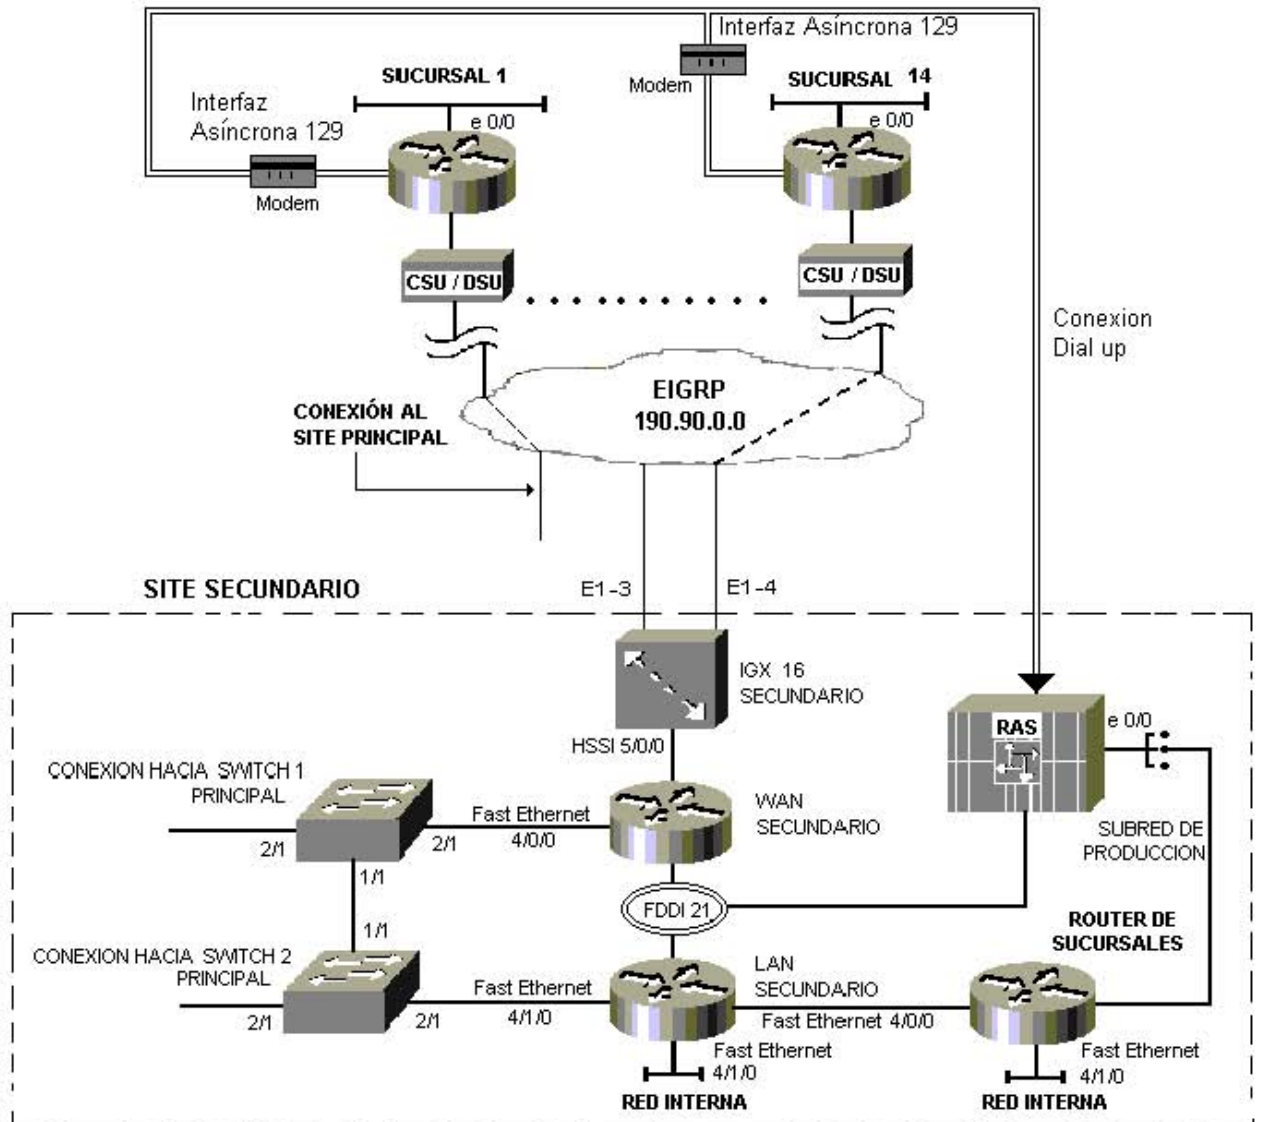 Interfaz Asíncrona 129
Modem
SUCURSAL 1
SUCURSAL 14
Interfaz
Asíncrona 129
e 0/0
e 0/0
Modem
CSU / DSU
CSU / DSU
Conexion
Dial up
EIGRP
190.90.0.0
CONEXIÓN AL
SITE PRINCIPAL
SITE SECUNDARIO
E1-3
E1-4
IGX 16
SECUNDARIO
RAS
e 0/0
HSSI 5/0/0
CONEXION HACIA SWITCH 1
PRINCIPAL
Fast Ethernet
4/0/0
WAN
SECUNDARIO
SUBRED DE
PRODUCCION
2/1
2/1
1/1
FDDI 21
1/1
ROUTER DE
SUCURSALES
CONEXION HACIA SWITCH 2
PRINCIPAL
LAN
SECUNDARIO
Fast Ethernet
4/1/0
2/1
2/1
Fast Ethernet 4/0/0
Fast Ethernet
4/1/0
Fast Ethernet
4/1/0
RED INTERNA
RED INTERNA